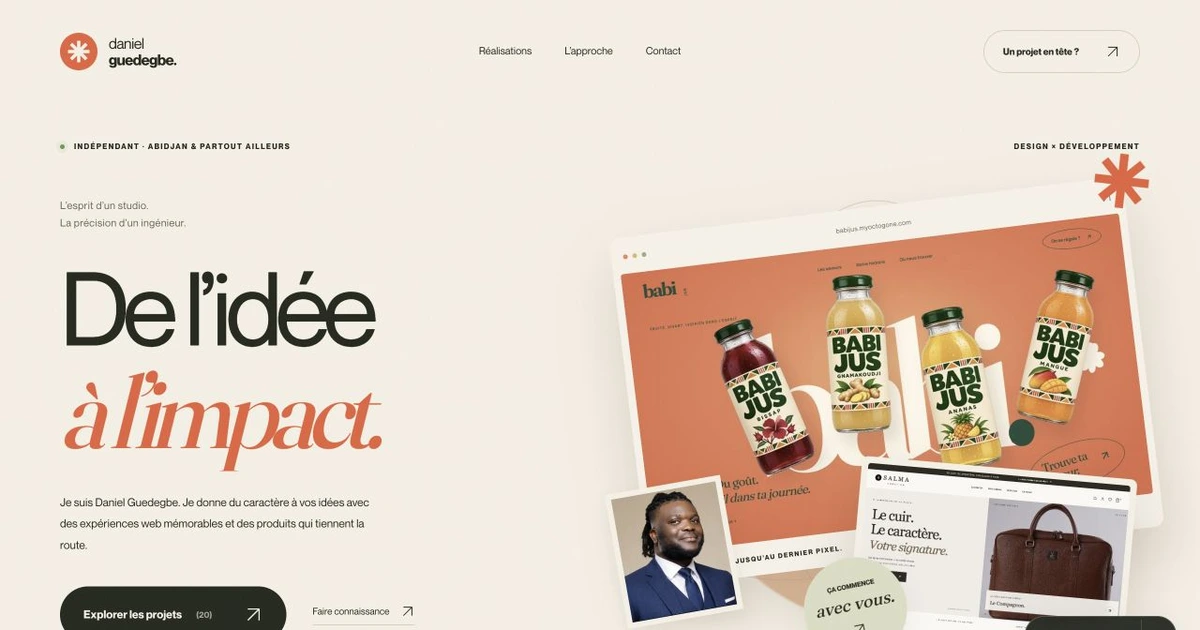 daniel
guedegbe.
Réalisations
L'approche
Contact
Un projet en tête ?
INDÉPENDANT · ABIDJAN & PARTOUT AILLEURS
DESIGN × DÉVELOPPEMENT
L'esprit d'un studio.
La précision d'un ingénieur.
De l'idée
à l'impact.
Je suis Daniel Guedegbe. Je donne du caractère à vos idées avec
des expériences web mémorables et des produits qui tiennent la
route.
Explorer les projets (20)
Faire connaissance
babijus.myoctogone.com
babi
BABI
JUS
BISSAP
BABI
JUS
GNAMAKOUDJI
BABI
JUS
ANANAS
BABI
JUS
MANGUE
Trouve ta
du goût.
dans ta journée.
JUSQU'AU DERNIER PIXEL.
SALMA
Le cuir.
Le caractère.
Votre signature.
Le Compagnon.
ÇA COMMENCE
avec vous.